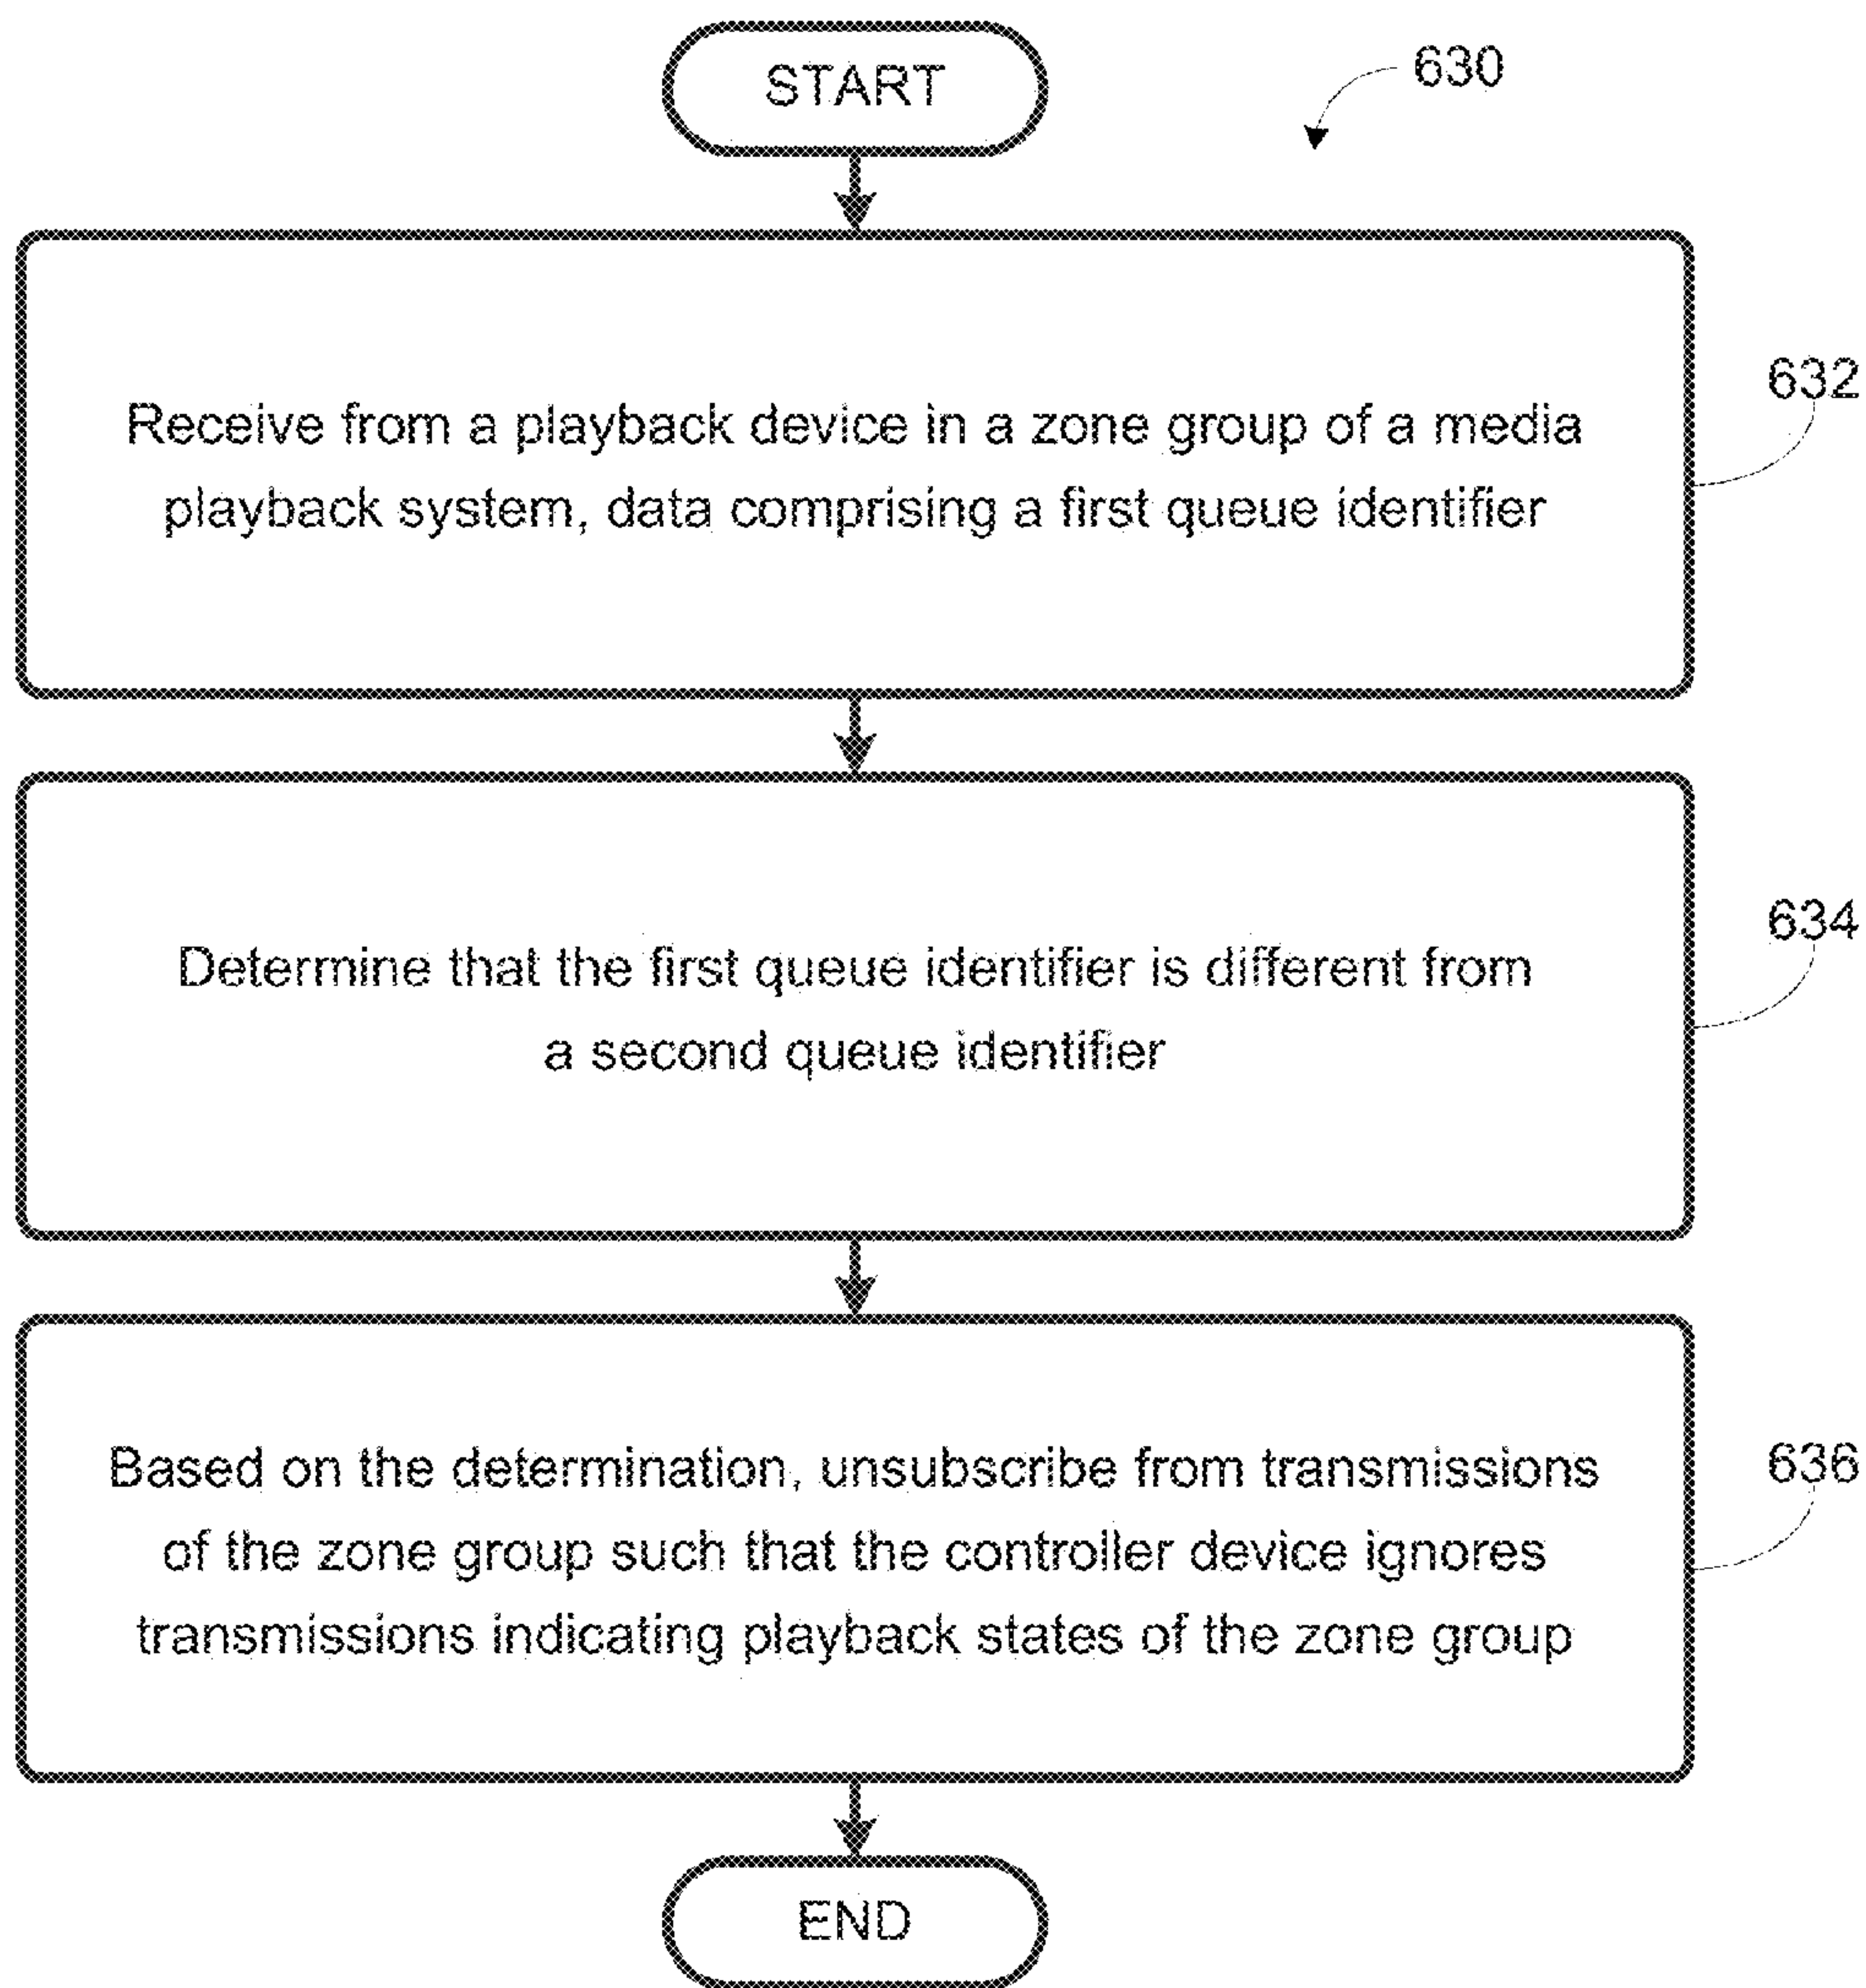 START
630
Receive from a playback device in a zone group of a media
playback system, data comprising a first queue identifier
632
Determine that the first queue identifier is different from
a second queue identifier
634
Based on the determination, unsubscribe from transmissions
of the zone group such that the controller device ignores
transmissions indicating playback states of the zone group
636
END